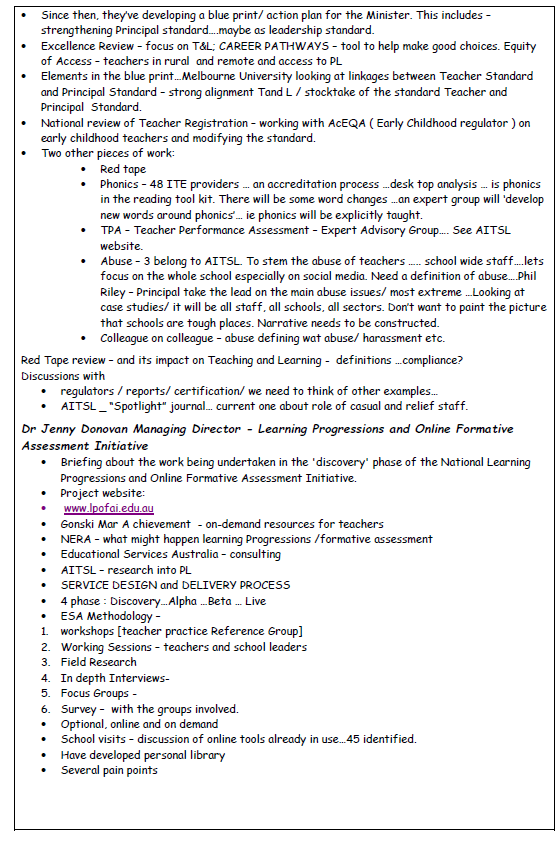 • Since then, they've developing a blue print/ action plan for the Minister. This includes –
strengthening Principal standard….maybe as leadership standard.
• Excellence Review – focus on T&L; CAREER PATHWAYS – tool to help make good choices. Equity
of Access – teachers in rural  and remote and access to PL
• Elements in the blue print…Melbourne University looking at linkages between Teacher Standard
and Principal Standard – strong alignment Tand L / stocktake of the standard Teacher and
Principal  Standard.
• National review of Teacher Registration – working with AcEQA ( Early Childhood regulator ) on
early childhood teachers and modifying the standard.
• Two other pieces of work:
• Red tape
• Phonics – 48 ITE providers … an accreditation process …desk top analysis … is phonics
in the reading tool kit. There will be some word changes …an expert group will 'develop
new words around phonics'… ie phonics will be explicitly taught.
• TPA – Teacher Performance Assessment – Expert Advisory Group…. See AITSL
website.
• Abuse – 3 belong to AITSL. To stem the abuse of teachers ….. school wide staff….lets
focus on the whole school especially on social media. Need a definition of abuse….Phil
Riley – Principal take the lead on the main abuse issues/ most extreme …Looking at
case studies/ it will be all staff, all schools, all sectors. Don't want to paint the picture
that schools are tough places. Narrative needs to be constructed.
• Colleague on colleague – abuse defining wat abuse/ harassment etc.
Red Tape review – and its impact on Teaching and Learning -  definitions …compliance?
Discussions with
• regulators / reports/ certification/ we need to think of other examples…
• AITSL _ "Spotlight" journal… current one about role of casual and relief staff.
Dr Jenny Donovan Managing Director - Learning Progressions and Online Formative
Assessment Initiative
• Briefing about the work being undertaken in the 'discovery' phase of the National Learning
Progressions and Online Formative Assessment Initiative.
• Project website:
• www.lpofai.edu.au
• Gonski Mar A chievement  - on-demand resources for teachers
• NERA – what might happen learning Progressions /formative assessment
• Educational Services Australia – consulting
• AITSL – research into PL
• SERVICE DESIGN and DELIVERY PROCESS
• 4 phase : Discovery…Alpha …Beta … Live
• ESA Methodology –
1. workshops [teacher practice Reference Group]
2. Working Sessions – teachers and school leaders
3. Field Research
4. In depth Interviews-
5. Focus Groups -
6. Survey –  with the groups involved.
• Optional, online and on demand
• School visits – discussion of online tools already in use…45 identified.
• Have developed personal library
• Several pain points